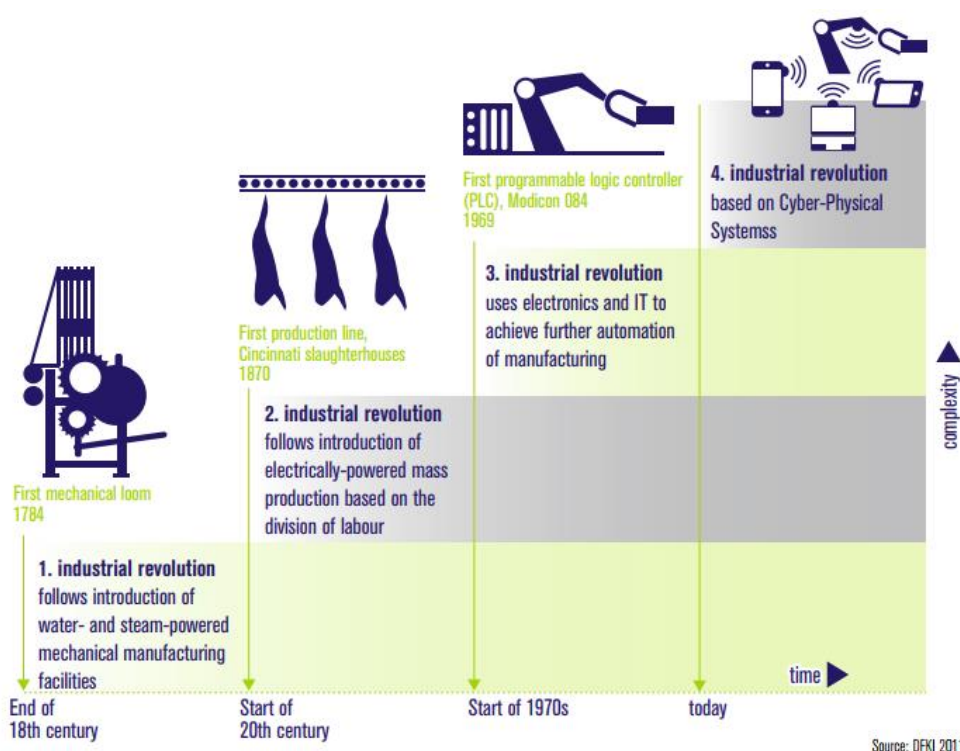 First mechanical loom
1784
First production line,
Cincinnati slaughterhouses
1870
First programmable logic controller
(PLC), Modicon 084
1969
1. industrial revolution
follows introduction of
water- and steam-powered
mechanical manufacturing
facilities
2. industrial revolution
follows introduction of
electrically-powered mass
production based on the
division of labour
3. industrial revolution
uses electronics and IT to
achieve further automation
of manufacturing
4. industrial revolution
based on Cyber-Physical
Systemss
complexity
time
End of
18th century
Start of
20th century
Start of 1970s
today
Source: DFKI 2011